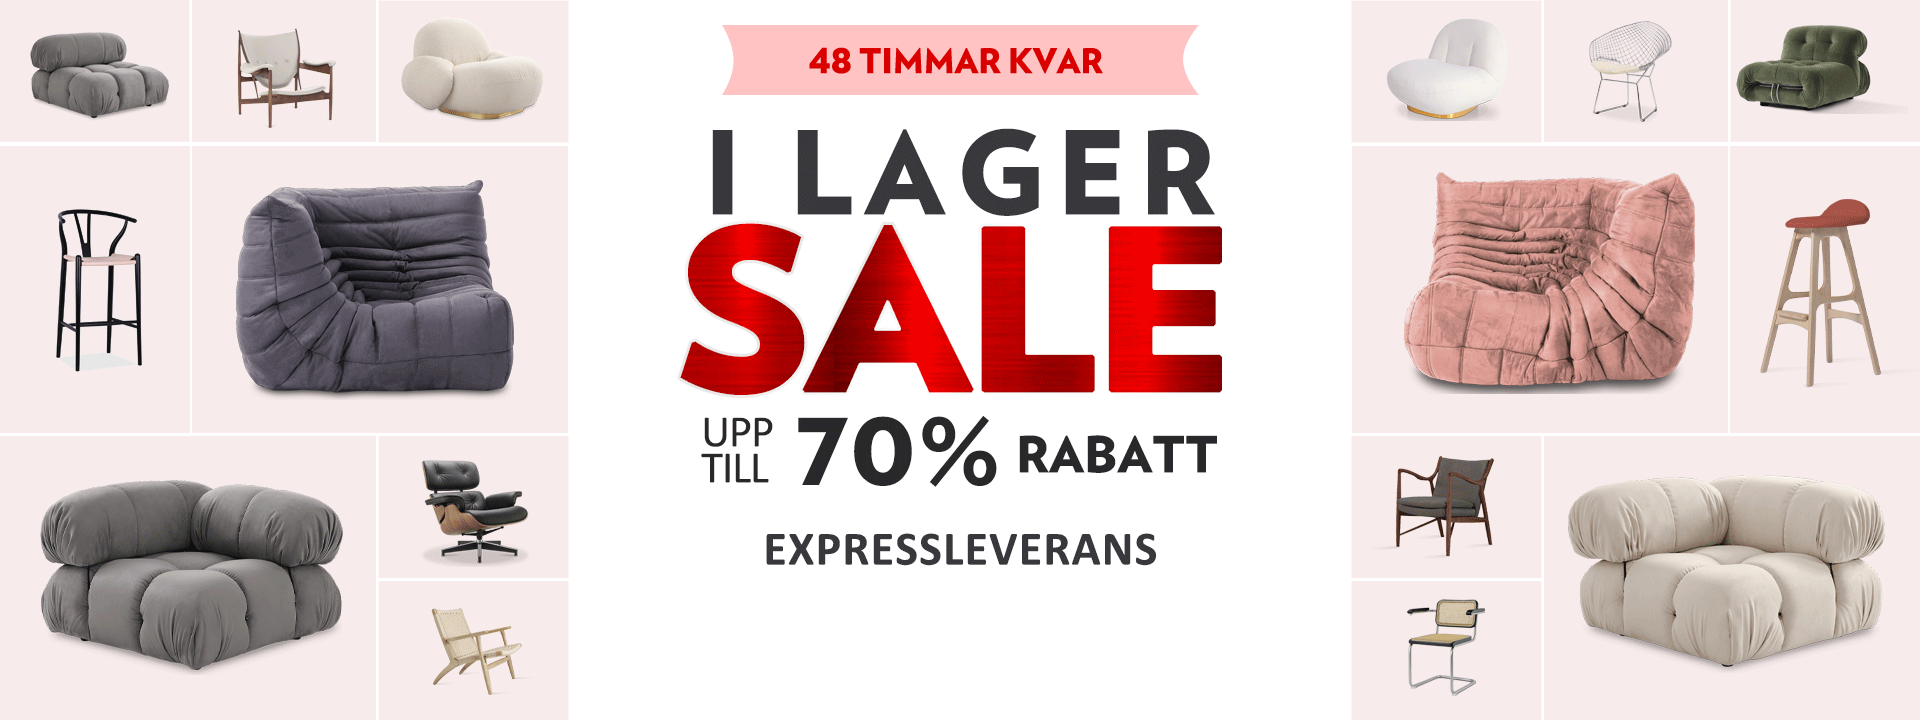 48 TIMMAR KVAR
I LAGER
SALE
UPP TILL 70% RABATT
EXPRESSLEVERANS